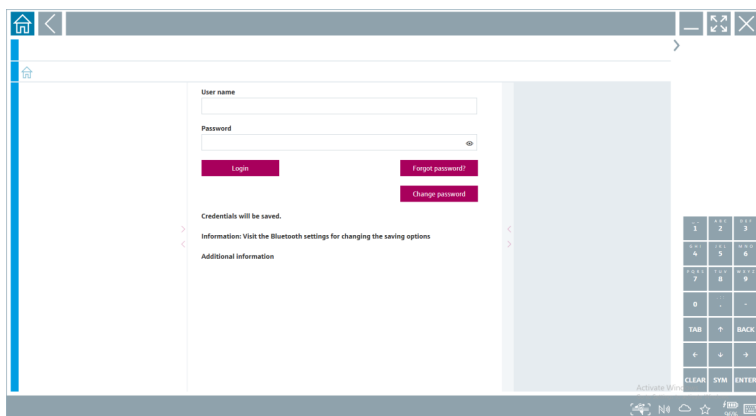 User name
Password
Login
Forgot password?
Change password
Credentials will be saved.
Information: Visit the Bluetooth settings for changing the saving options
Additional information
1 2 3
4 5 6
7 8 9
0 . -
TAB ↑ BACK
← ↓ →
CLEAR SYM ENTER
Activate Win